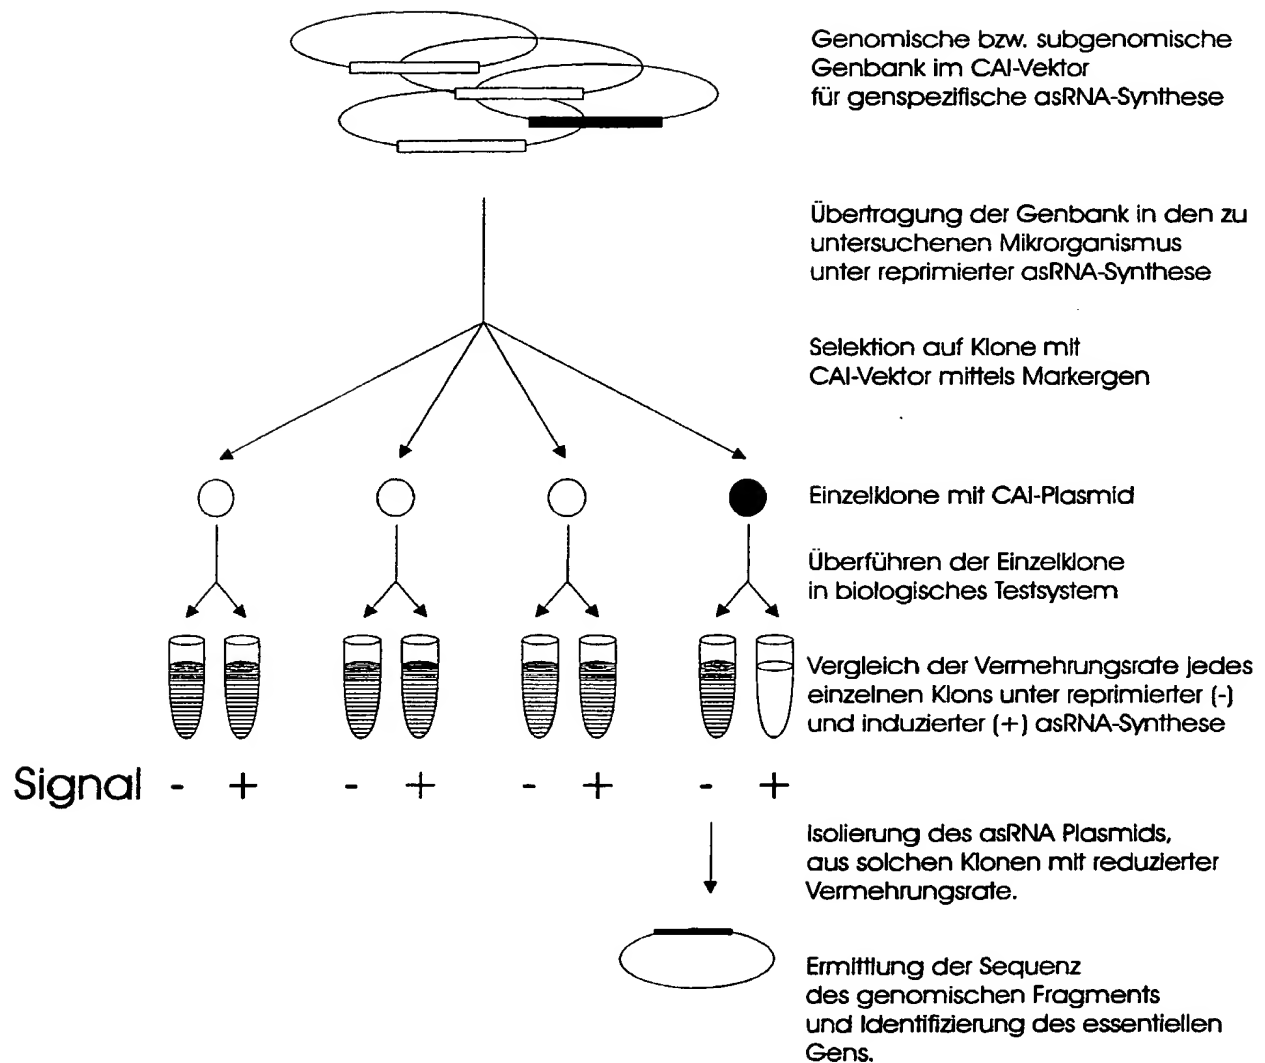 Genomische bzw. subgenomische
Genbank im CAI-Vektor
für genspezifische asRNA-Synthese
Übertragung der Genbank in den zu
untersuchenen Mikrorganismus
unter reprimierter asRNA-Synthese
Selektion auf Klone mit
CAI-Vektor mittels Markergen
Einzelklone mit CAI-Plasmid
Überführen der Einzelklone
in biologisches Testsystem
Vergleich der Vermehrungsrate jedes
einzelnen Klons unter reprimierter (-)
und induzierter (+) asRNA-Synthese
Signal - + - + - + - +
Isolierung des asRNA Plasmids,
aus solchen Klonen mit reduzierter
Vermehrungsrate.
Ermittlung der Sequenz
des genomischen Fragments
und Identifizierung des essentiellen
Gens.